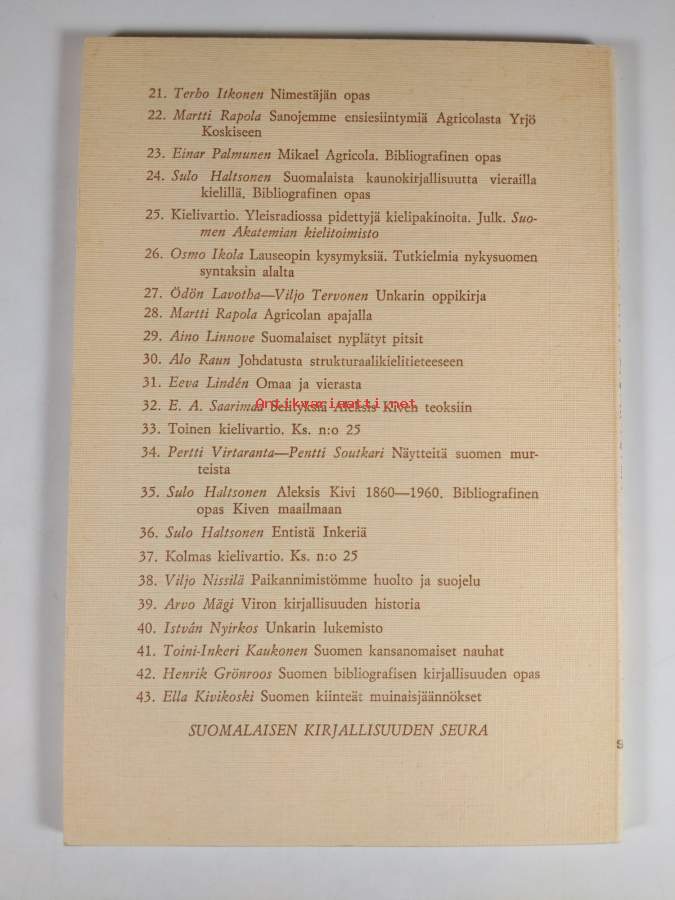 21. Terho Itkonen Nimestäjän opas
22. Martti Rapola Sanojemme ensiesiintymiä Agricolasta Yrjö
Koskiseen
23. Einar Palmunen Mikael Agricola. Bibliografinen opas
24. Sulo Haltsonen Suomalaista kaunokirjallisuutta vierailla
kielillä. Bibliografinen opas
25. Kielivartio. Yleisradiossa pidettyjä kielipakinoita. Julk. Suo-
men Akatemian kielitoimisto
26. Osmo Ikola Lauseopin kysymyksiä. Tutkielmia nykysuomen
syntaksin alalta
27. Ödön Lavotha—Viljo Tervonen Unkarin oppikirja
28. Martti Rapola Agricolan apajalla
29. Aino Linnove Suomalaiset nyplätyt pitsit
30. Alo Raun Johdatusta strukturaalikielitieteeseen
31. Eeva Lindén Omaa ja vierasta
Antikvariaatti.net
32. E. A. Saarimaa Selityksiä Aleksis Kiven teoksiin
33. Toinen kielivartio. Ks. n:o 25
34. Pertti Virtaranta—Pentti Soutkari Näytteitä suomen mur-
teista
35. Sulo Haltsonen Aleksis Kivi 1860—1960. Bibliografinen
opas Kiven maailmaan
36. Sulo Haltsonen Entistä Inkeriä
37. Kolmas kielivartio. Ks. n:o 25
38. Viljo Nissilä Paikannimistömme huolto ja suojelu
39. Arvo Mägi Viron kirjallisuuden historia
40. István Nyirkos Unkarin lukemisto
41. Toini-Inkeri Kaukonen Suomen kansanomaiset nauhat
42. Henrik Grönroos Suomen bibliografisen kirjallisuuden opas
43. Ella Kivikoski Suomen kiinteät muinaisjäännökset
SUOMALAISEN KIRJALLISUUDEN SEURA